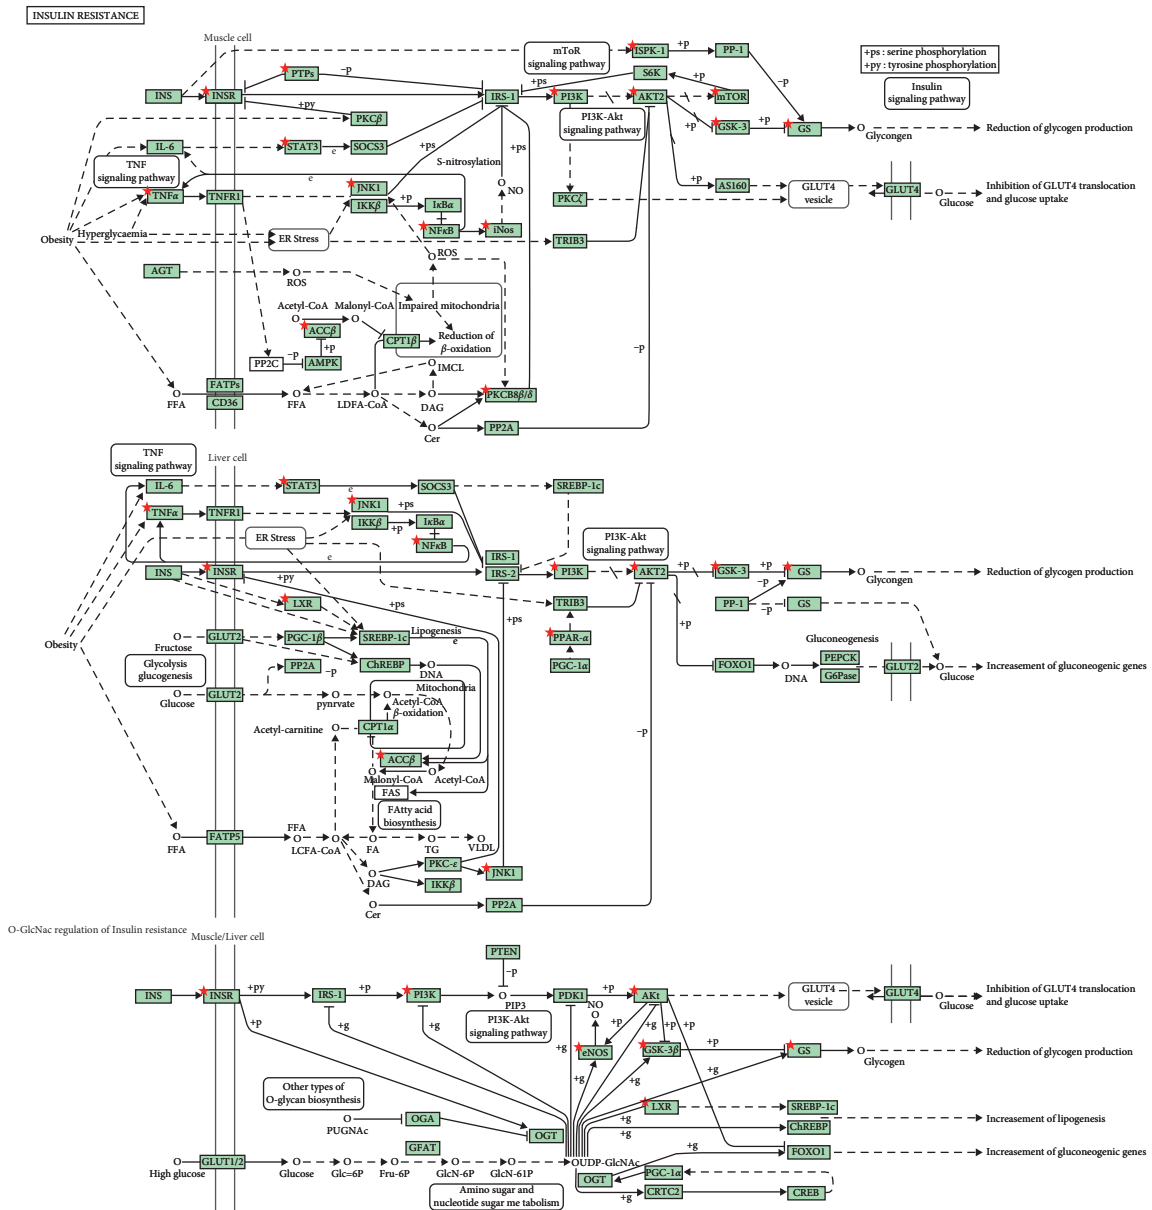 INSULIN RESISTANCE
Muscle cell
mToR
signaling pathway
ISPK-1
+p
PP-1
+ps : serine phosphorylation
+py : tyrosine phosphorylation
PTPs
−p
+ps
S6K
+p
−p
Insulin
signaling pathway
INS
INSR
IRS-1
PI3K
AKT2
mTOR
+py
PKCβ
PI3K-Akt
signaling pathway
+p
GSK-3
+p
GS
Glycongen
Reduction of glycogen production
IL-6
STAT3
e
SOCS3
+ps
+ps
TNF
signaling pathway
S-nitrosylation
e
TNFα
TNFR1
JNK1
IKKβ
+p
IκBα
NO
PKCζ
+p
AS160
GLUT4
vesicle
GLUT4
Glucose
Inhibition of GLUT4 translocation
and glucose uptake
NFκB
iNos
Obesity
Hyperglycaemia
ER Stress
TRIB3
ROS
AGT
ROS
Acetyl-CoA
Malonyl-CoA
Impaired mitochondria
ACCβ
+p
CPT1β
Reduction of
β-oxidation
PP2C
−p
AMPK
IMCL
−p
FATPs
CD36
FFA
FFA
LDFA-CoA
DAG
PKCB8β/δ
Cer
PP2A
TNF
signaling pathway
Liver cell
IL-6
STAT3
e
SOCS3
SREBP-1c
TNFα
TNFR1
JNK1
+ps
IKKβ
+p
IκBα
ER Stress
NFκB
PI3K-Akt
signaling pathway
e
IRS-1
INS
INSR
+py
IRS-2
PI3K
AKT2
+p
GSK-3
+p
GS
Glycongen
Reduction of glycogen production
−p
LXR
+ps
TRIB3
PP-1
−p
GS
+ps
+p
Obesity
Fructose
GLUT2
PGC-1β
SREBP-1c
Lipogenesis
e
PPAR-α
Gluconeogenesis
Glycolysis
glucogenesis
PP2A
−p
ChREBP
DNA
PGC-1α
FOXO1
DNA
PEPCK
G6Pase
GLUT2
Glucose
Increasement of gluconeogenic genes
Glucose
GLUT2
pynrvate
Mitochondria
Acetyl-CoA
β-oxidation
Acetyl-carnitine
CPT1α
−p
ACCβ
Malonyl-CoA
Acetyl-CoA
FAS
FAtty acid
biosynthesis
FFA
FATP5
FFA
LCFA-CoA
FA
TG
VLDL
PKC-ε
JNK1
DAG
IKKβ
Cer
PP2A
O-GlcNac regulation of Insulin resistance
Muscle/Liver cell
PTEN
−p
INS
INSR
+py
IRS-1
+p
PI3K
PIP3
PDK1
+p
AKt
GLUT4
vesicle
GLUT4
Glucose
Inhibition of GLUT4 translocation
and glucose uptake
NO
+p
+g
+g
PI3K-Akt
signaling pathway
+g
+p
+p
+g
eNOS
GSK-3β
+p
GS
Glycogen
Reduction of glycogen production
+g
+g
+g
Other types of
O-glycan biosynthesis
LXR
SREBP-1c
PUGNAc
OGA
+g
Increasement of lipogenesis
OGT
+g
ChREBP
GFAT
+g
FOXO1
Increasement of gluconeogenic genes
High glucose
GLUT1/2
Glucose
Glc=6P
Fru-6P
GlcN-6P
GlcN-61P
UDP-GlcNAc
OGT
PGC-1α
Amino sugar and
nucleotide sugar me tabolism
+g
CRTC2
CREB